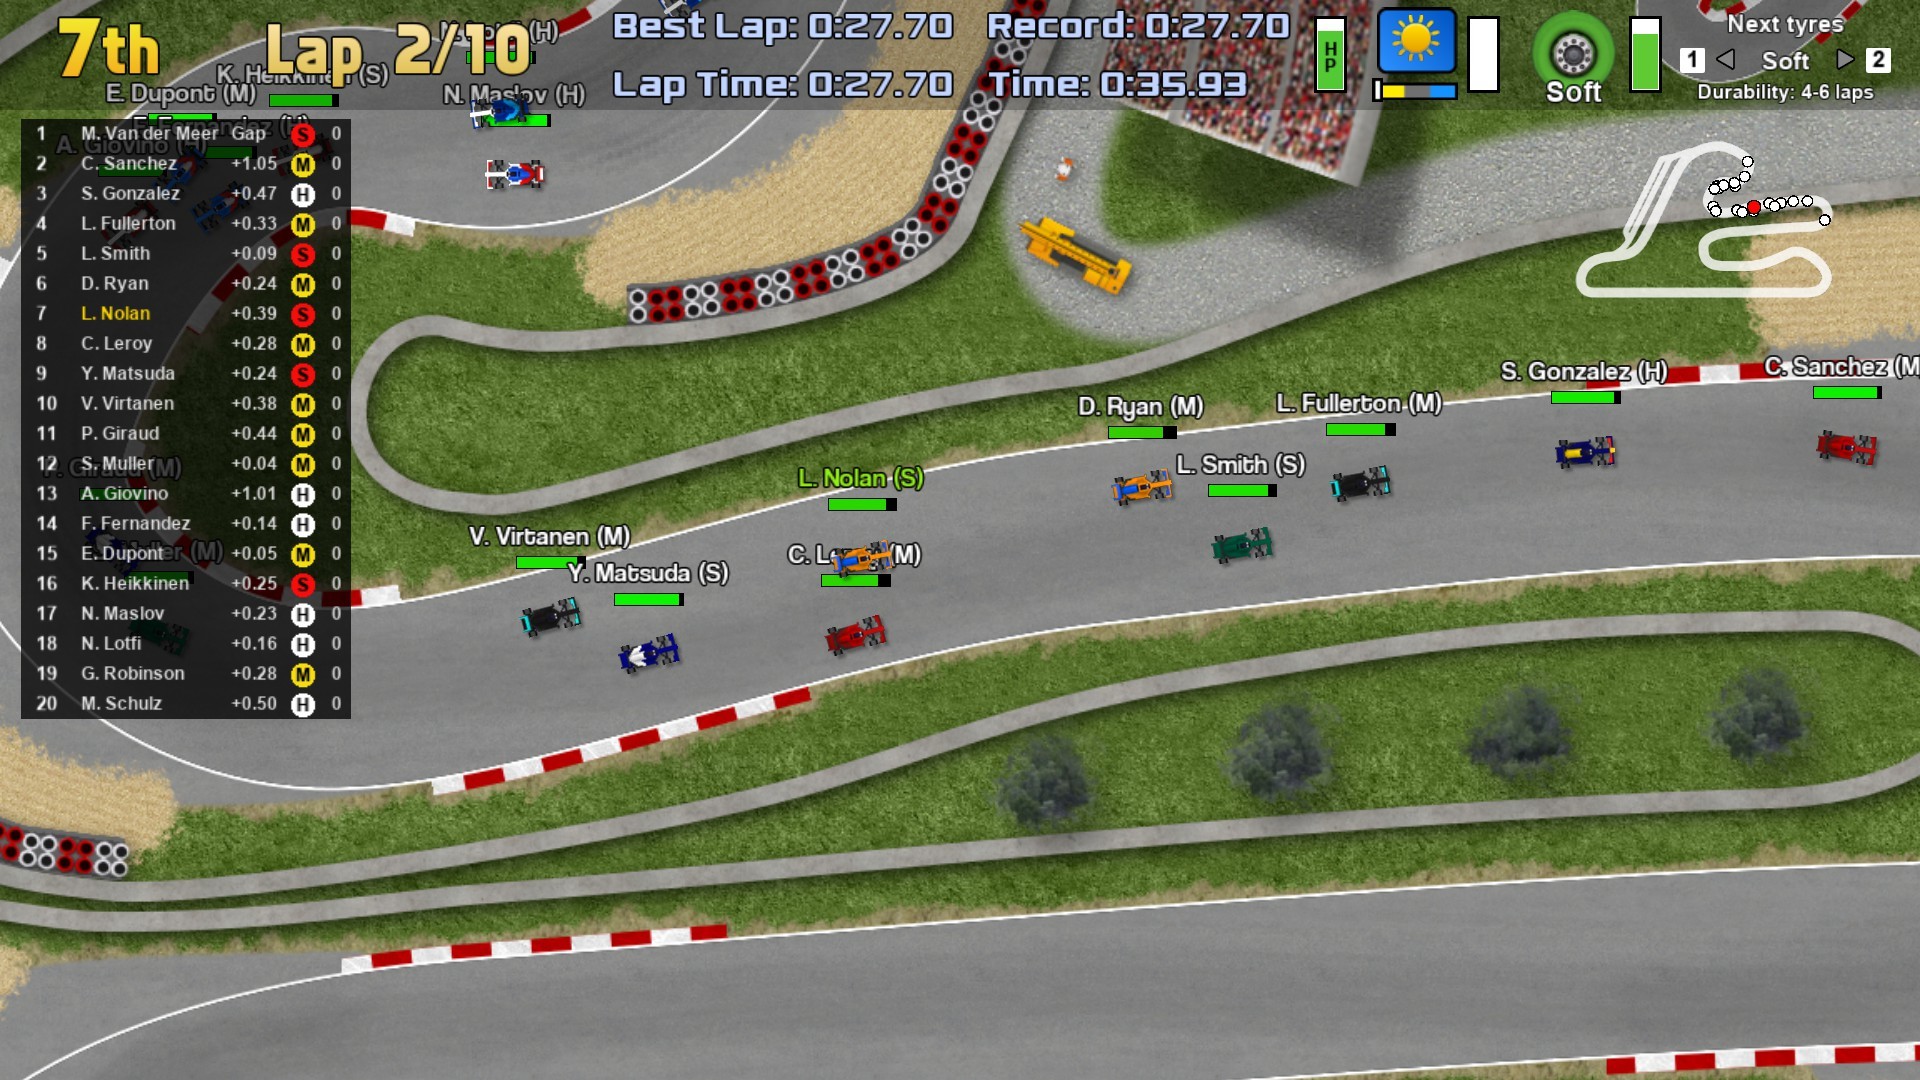 7th
Lap 2/10
Best Lap: 0:27.70 Record: 0:27.70
Lap Time: 0:27.70 Time: 0:35.93
HP
Soft
Next tyres
1 Soft 2
Durability: 4-6 laps
K. Heikkinen (S)
E. Dupont (M)
N. Maslov (H)
1 M. Van der Meer Gap S 0
2 C. Sanchez +1.05 M 0
3 S. Gonzalez +0.47 H 0
4 L. Fullerton +0.33 M 0
5 L. Smith +0.09 S 0
6 D. Ryan +0.24 M 0
7 L. Nolan +0.39 S 0
8 C. Leroy +0.28 M 0
9 Y. Matsuda +0.24 S 0
10 V. Virtanen +0.38 M 0
11 P. Giraud +0.44 M 0
12 S. Muller +0.04 M 0
13 A. Giovino +1.01 H 0
14 F. Fernandez +0.14 H 0
15 E. Dupont +0.05 M 0
16 K. Heikkinen +0.25 S 0
17 N. Maslov +0.23 H 0
18 N. Lotfi +0.16 H 0
19 G. Robinson +0.28 M 0
20 M. Schulz +0.50 H 0
C. Sanchez (M
S. Gonzalez (H)
L. Fullerton (M)
D. Ryan (M)
L. Smith (S)
L. Nolan (S)
V. Virtanen (M)
C. L (M)
Y. Matsuda (S)